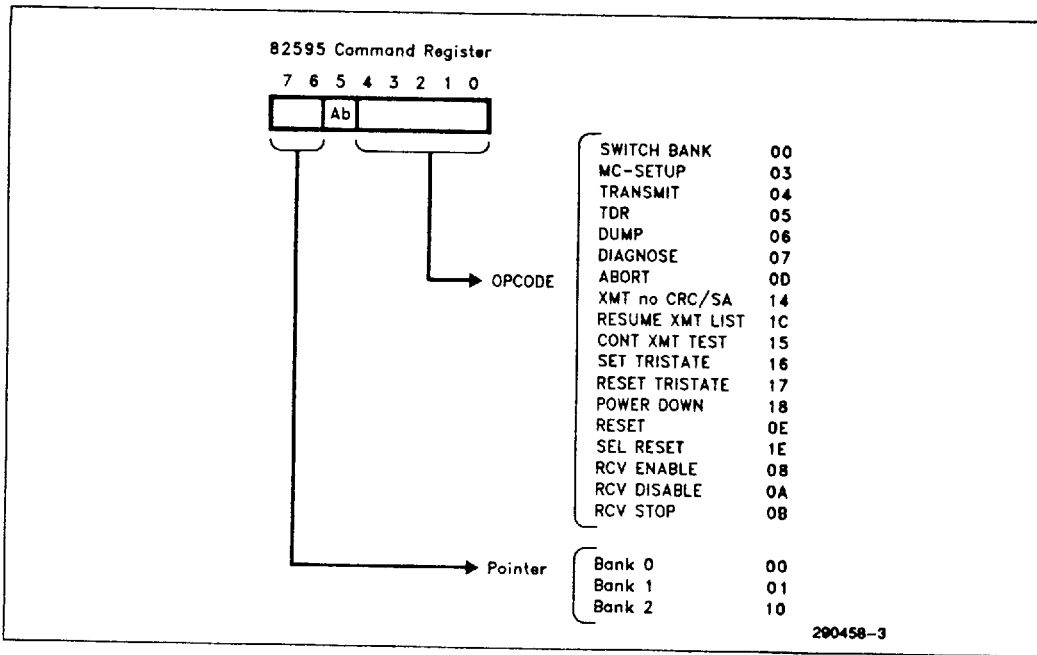 82595 Command Register
7 6 5 4 3 2 1 0
Ab
OPCODE
SWITCH BANK 00
MC-SETUP 03
TRANSMIT 04
TDR 05
DUMP 06
DIAGNOSE 07
ABORT 0D
XMT no CRC/SA 14
RESUME XMT LIST 1C
CONT XMT TEST 15
SET TRISTATE 16
RESET TRISTATE 17
POWER DOWN 18
RESET 0E
SEL RESET 1E
RCV ENABLE 08
RCV DISABLE 0A
RCV STOP 0B
Pointer
Bank 0 00
Bank 1 01
Bank 2 10
290458-3